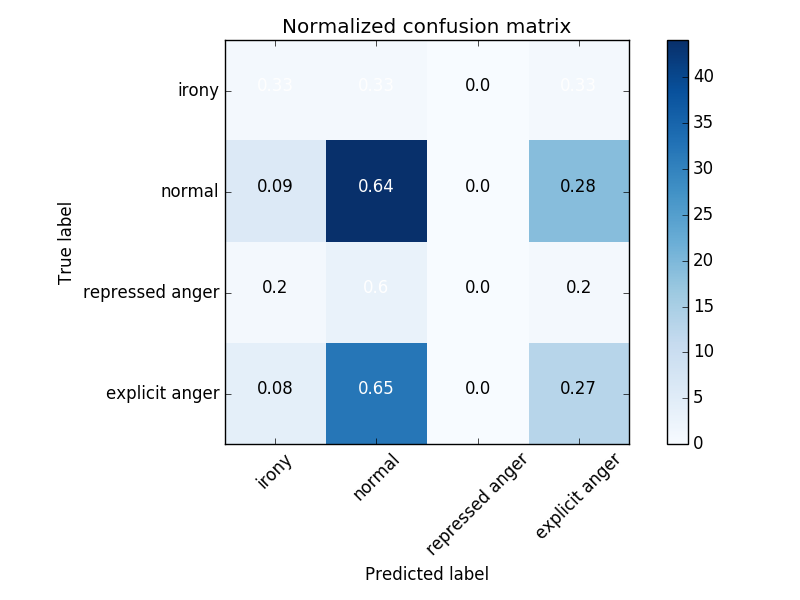 Normalized confusion matrix
irony 0.33 0.33 0.0 0.33
normal 0.09 0.64 0.0 0.28
repressed anger 0.2 0.6 0.0 0.2
explicit anger 0.08 0.65 0.0 0.27
True label
irony normal repressed anger explicit anger
Predicted label
40
35
30
25
20
15
10
5
0